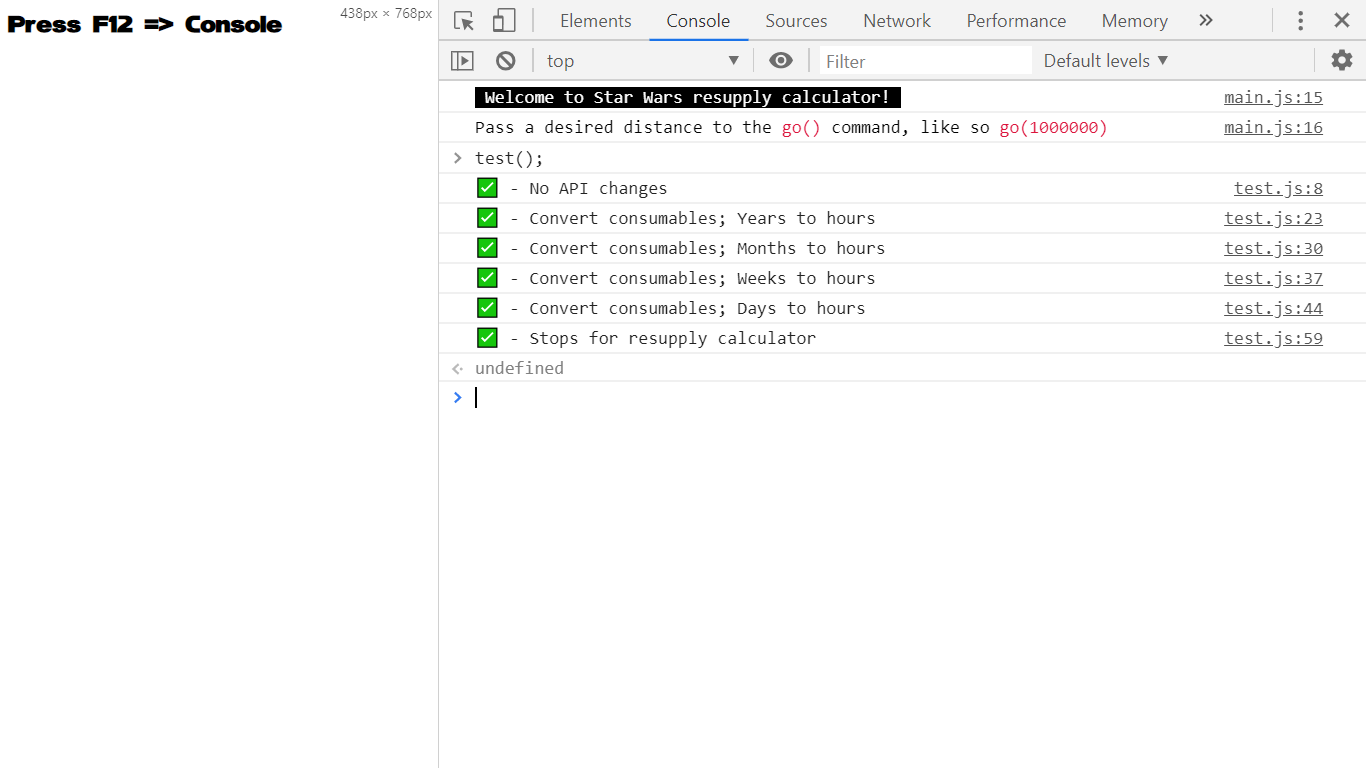 Press F12 => Console
438px × 768px
Elements Console Sources Network Performance Memory »
top ▼ Filter Default levels ▼
Welcome to Star Wars resupply calculator! main.js:15
Pass a desired distance to the go() command, like so go(1000000) main.js:16
> test();
✅ - No API changes test.js:8
✅ - Convert consumables; Years to hours test.js:23
✅ - Convert consumables; Months to hours test.js:30
✅ - Convert consumables; Weeks to hours test.js:37
✅ - Convert consumables; Days to hours test.js:44
✅ - Stops for resupply calculator test.js:59
undefined
>